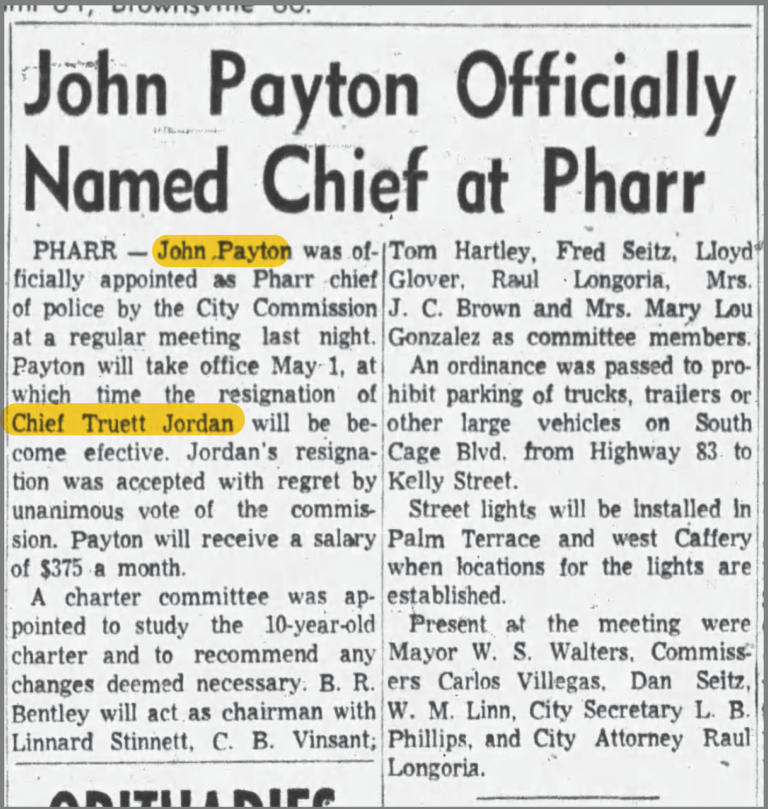 John Payton Officially
Named Chief at Pharr
PHARR — John Payton was of-
ficially appointed as Pharr chief
of police by the City Commission
at a regular meeting last night.
Payton will take office May 1, at
which time the resignation of
Chief Truett Jordan will be be-
come efective. Jordan's resigna-
tion was accepted with regret by
unanimous vote of the commis-
sion. Payton will receive a salary
of $375 a month.
A charter committee was ap-
pointed to study the 10-year-old
charter and to recommend any
changes deemed necessary. B. R.
Bentley will act as chairman with
Linnard Stinnett, C. B. Vinsant;
Tom Hartley, Fred Seitz, Lloyd
Glover, Raul Longoria, Mrs.
J. C. Brown and Mrs. Mary Lou
Gonzalez as committee members.
An ordinance was passed to pro-
hibit parking of trucks, trailers or
other large vehicles on South
Cage Blvd. from Highway 83 to
Kelly Street.
Street lights will be installed in
Palm Terrace and west Caffery
when locations for the lights are
established.
Present at the meeting were
Mayor W. S. Walters, Commiss-
ers Carlos Villegas, Dan Seitz,
W. M. Linn, City Secretary L. B.
Phillips, and City Attorney Raul
Longoria.
OBITUARIES